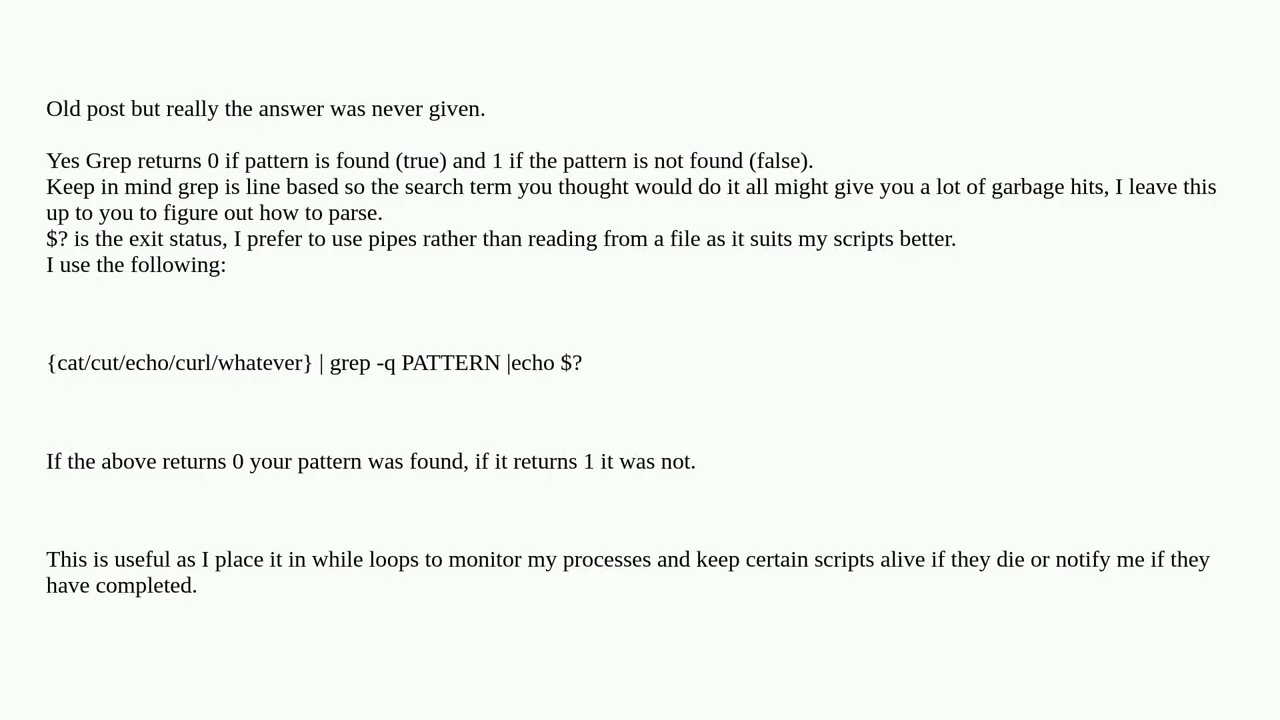 Old post but really the answer was never given.
Yes Grep returns 0 if pattern is found (true) and 1 if the pattern is not found (false).
Keep in mind grep is line based so the search term you thought would do it all might give you a lot of garbage hits, I leave this
up to you to figure out how to parse.
$? is the exit status, I prefer to use pipes rather than reading from a file as it suits my scripts better.
I use the following:
{cat/cut/echo/curl/whatever} | grep -q PATTERN |echo $?
If the above returns 0 your pattern was found, if it returns 1 it was not.
This is useful as I place it in while loops to monitor my processes and keep certain scripts alive if they die or notify me if they
have completed.